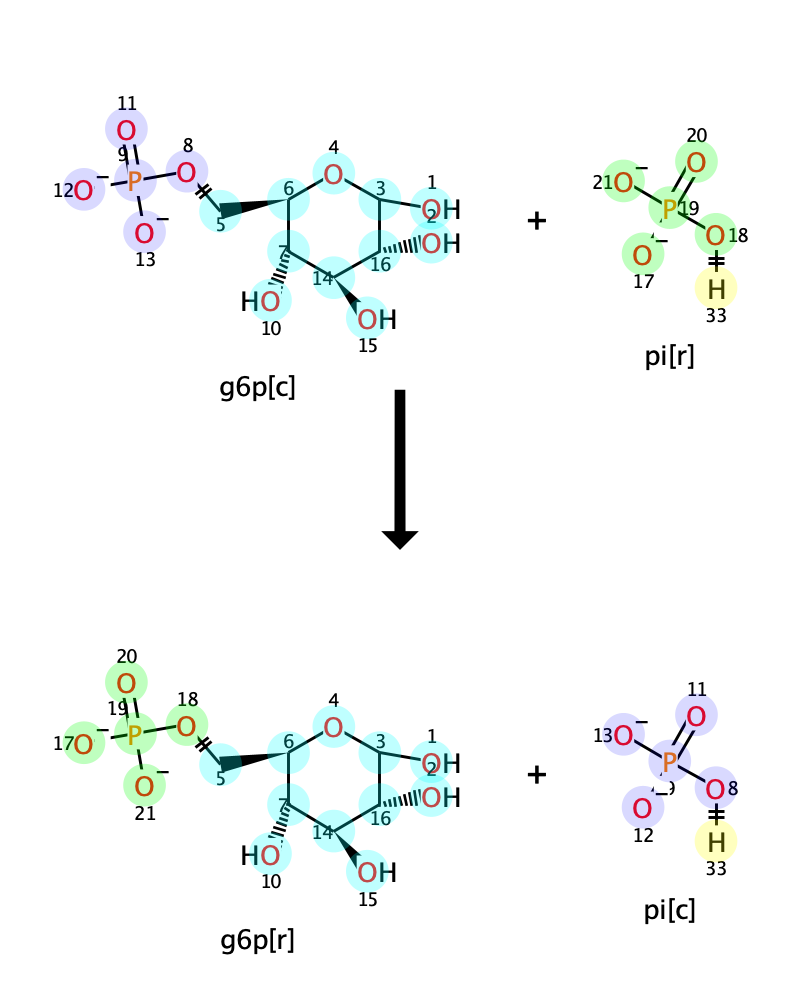 11
9 O 8 4 1
12 O − P O O 3 OH
O − 5 6 2
13 7 16 OH
HO 14
10 OH
15
+
20
21 O − O
P 19
O − O 18
17 H
33
g6p[c]
pi[r]
20
19 O 18 4 1
17 O − P O O 3 OH
O − 5 6 2
21 7 16 OH
HO 14
10 OH
15
+
11
13 O − O
P 9
O − O 8
12 H
33
g6p[r]
pi[c]